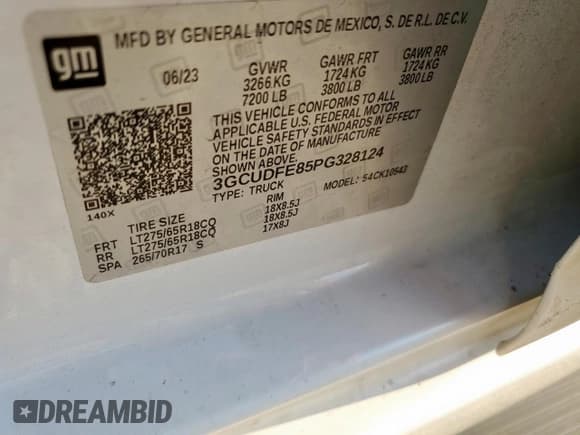 gm
MFD BY GENERAL MOTORS DE MEXICO, S. DE R.L. DE C.V.
06/23 GVWR GAWR FRT GAWR RR
3266 KG 1724 KG 1724 KG
7200 LB 3800 LB 3800 LB
THIS VEHICLE CONFORMS TO ALL
APPLICABLE U.S. FEDERAL MOTOR
VEHICLE SAFETY STANDARDS IN EFFECT
ON THE DATE OF MANUFACTURE
SHOWN ABOVE.
3GCUDFE85PG328124
TYPE: TRUCK MODEL: 54CK10543
140X
TIRE SIZE RIM
FRT LT275/65R18CQ 18X8.5J
RR LT275/65R18CQ 18X8.5J
SPA 265/70R17 S 17X8J
DREAMBID